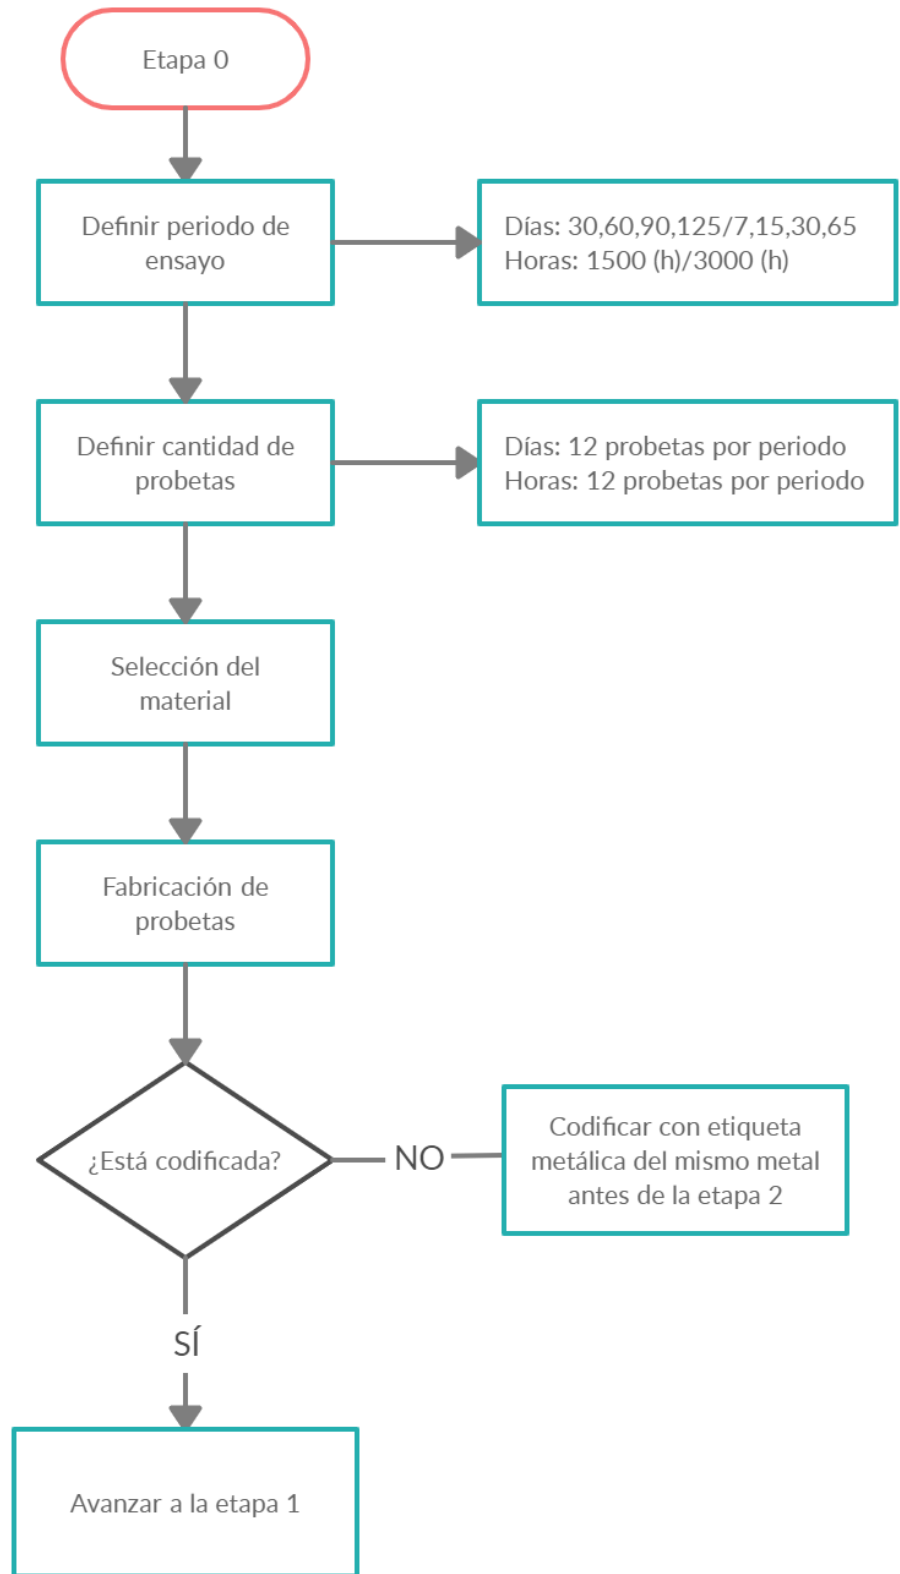 Etapa 0
Definir periodo de
ensayo
Días: 30,60,90,125/7,15,30,65
Horas: 1500 (h)/3000 (h)
Definir cantidad de
probetas
Días: 12 probetas por periodo
Horas: 12 probetas por periodo
Selección del
material
Fabricación de
probetas
¿Está codificada?
NO
Codificar con etiqueta
metálica del mismo metal
antes de la etapa 2
SÍ
Avanzar a la etapa 1